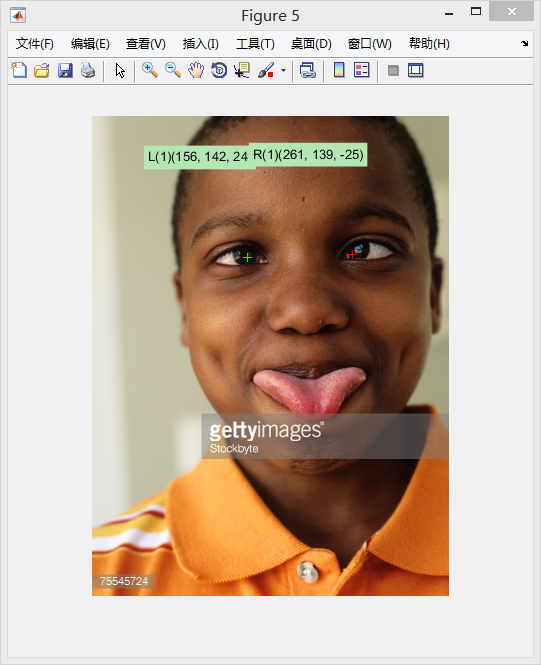 Figure 5
文件(F) 编辑(E) 查看(V) 插入(I) 工具(T) 桌面(D) 窗口(W) 帮助(H)
L(1)(156, 142, 24 R(1)(261, 139, -25)
gettyimages®
Stockbyte
75545724